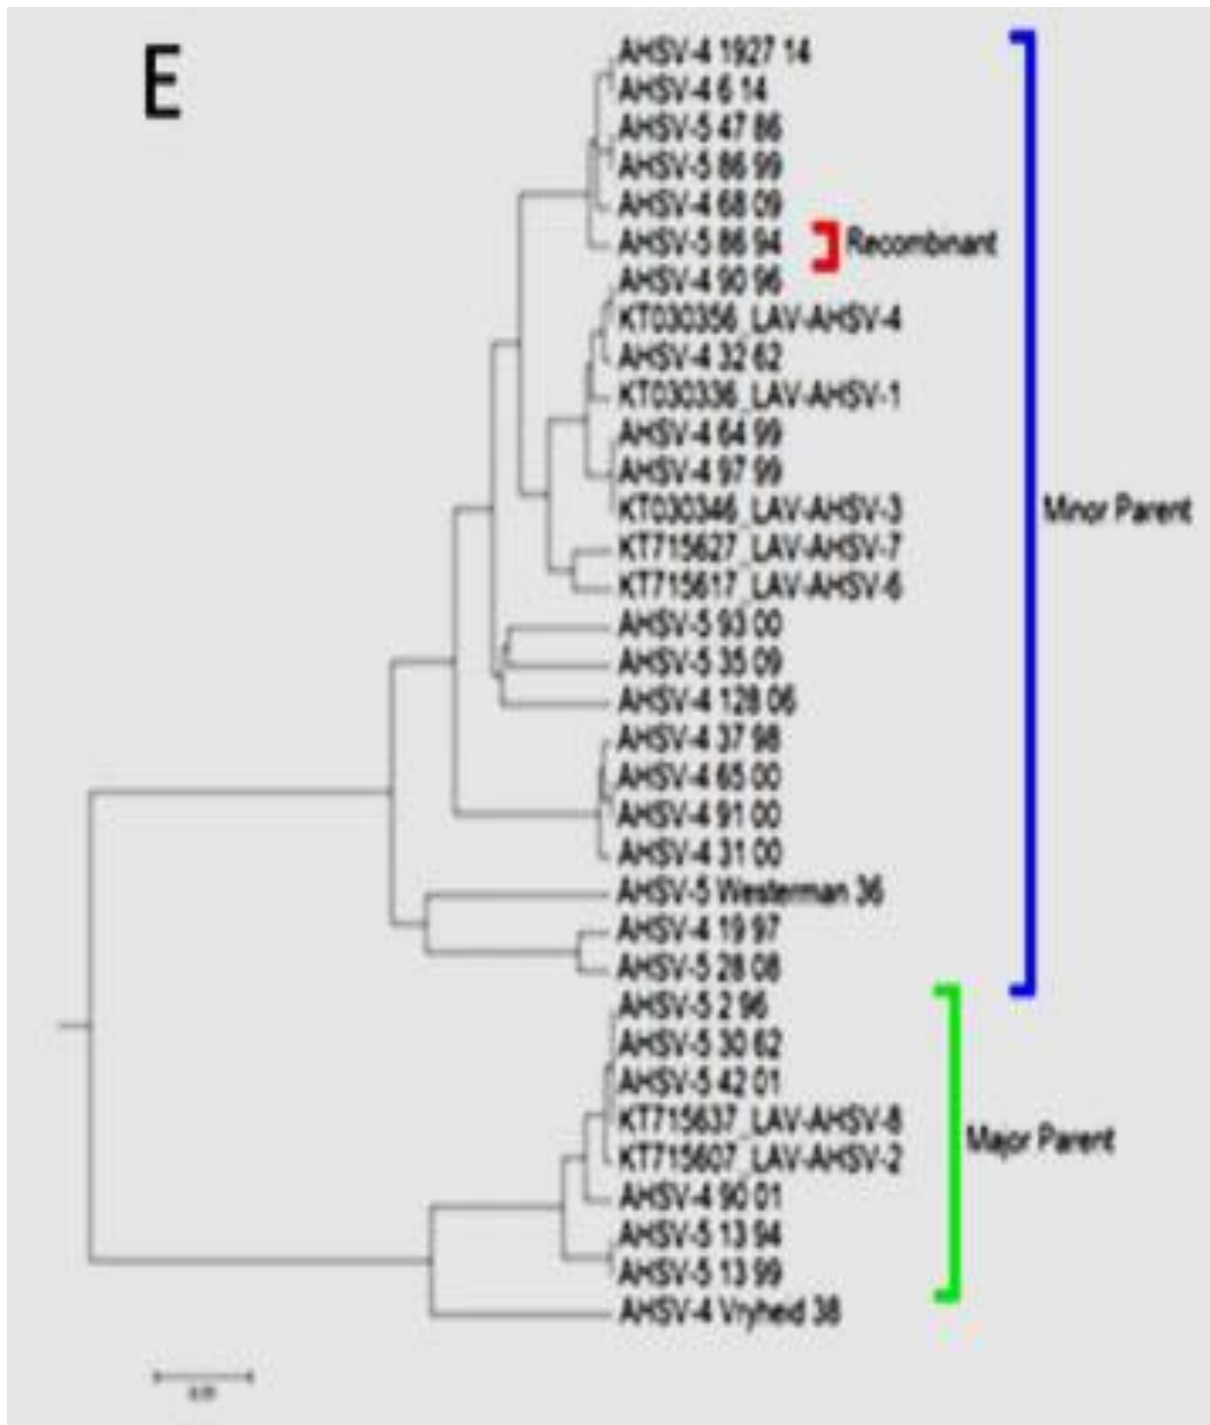 E
AHSV-4 1927 14
AHSV-4 6 14
AHSV-5 47 86
AHSV-5 86 99
AHSV-4 68 09
AHSV-5 86 94
Recombinant
AHSV-4 90 96
KT030356_LAV-AHSV-4
AHSV-4 32 62
KT030336_LAV-AHSV-1
AHSV-4 64 99
AHSV-4 97 99
KT030346_LAV-AHSV-3
Minor Parent
KT715627_LAV-AHSV-7
KT715617_LAV-AHSV-6
AHSV-5 93 00
AHSV-5 35 09
AHSV-4 128 06
AHSV-4 37 98
AHSV-4 65 00
AHSV-4 91 00
AHSV-4 31 00
AHSV-5 Westerman 36
AHSV-4 19 97
AHSV-5 28 08
AHSV-5 2 96
AHSV-5 30 62
AHSV-5 42 01
KT715637_LAV-AHSV-8
Major Parent
KT715607_LAV-AHSV-2
AHSV-4 90 01
AHSV-5 13 94
AHSV-5 13 99
AHSV-4 Vryheid 38